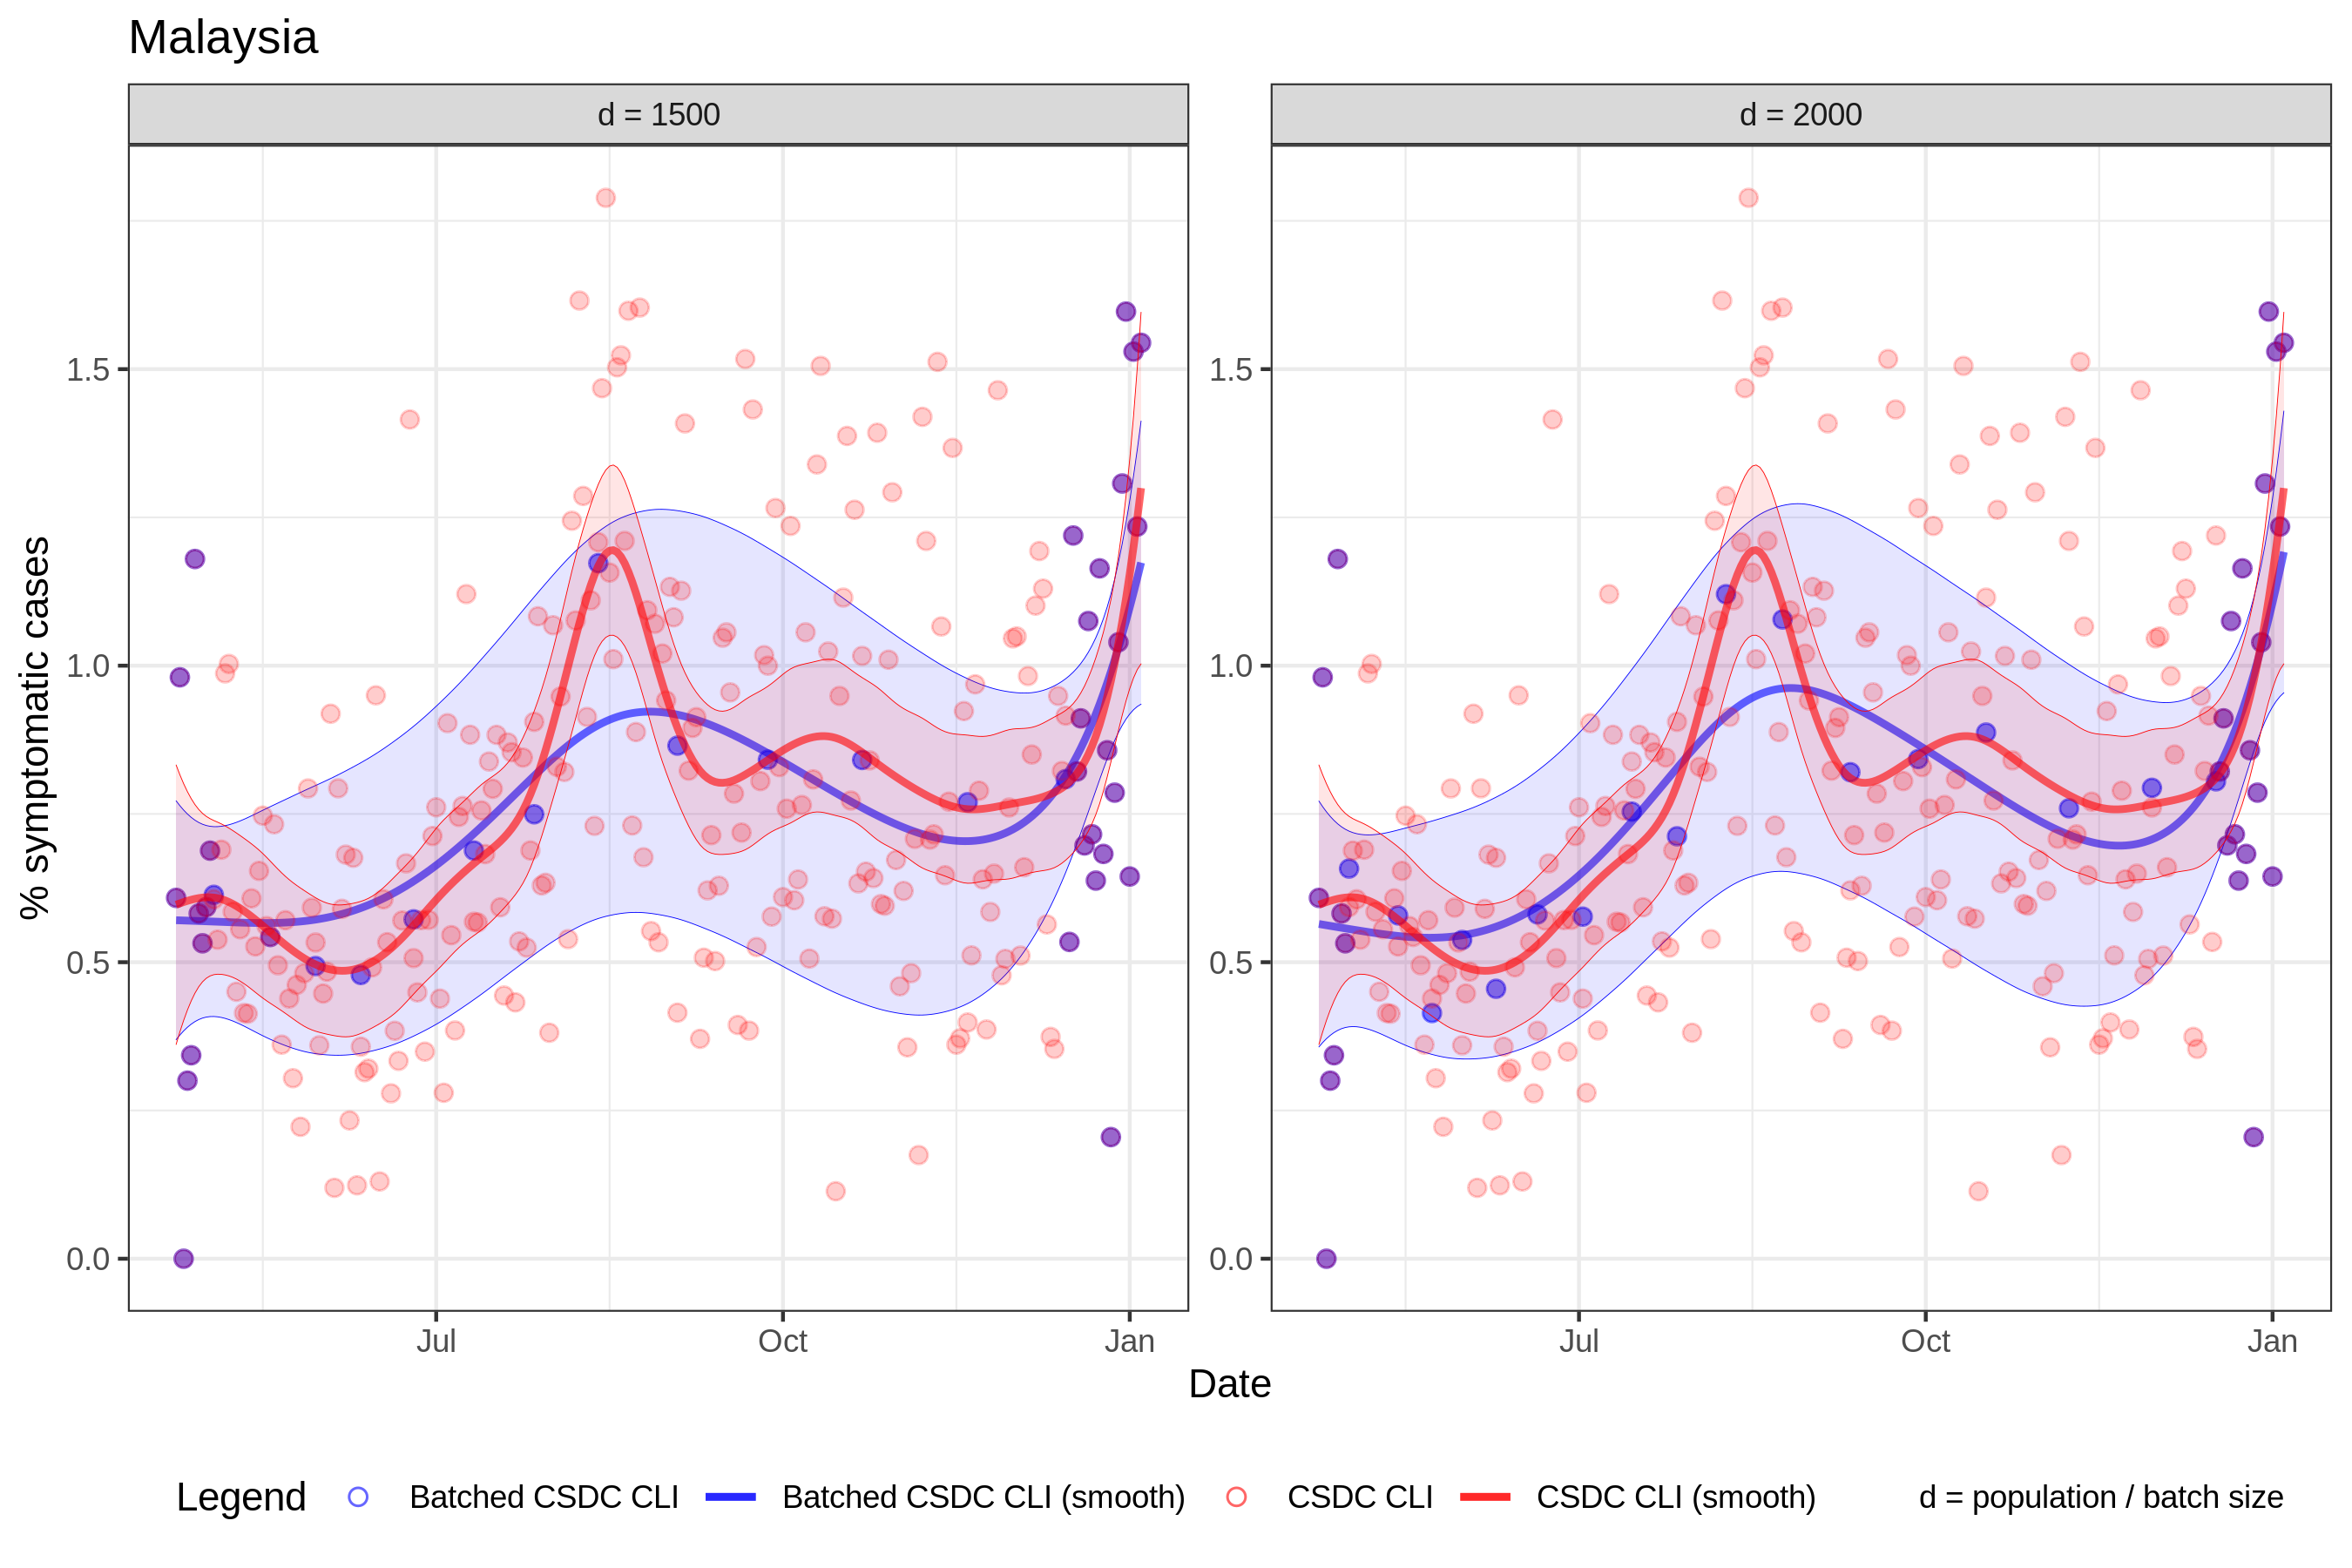 Malaysia
d = 1500
d = 2000
% symptomatic cases
1.5
1.0
0.5
0.0
1.5
1.0
0.5
0.0
Jul
Oct
Jan
Jul
Oct
Jan
Date
Legend
Batched CSDC CLI
Batched CSDC CLI (smooth)
CSDC CLI
CSDC CLI (smooth)
d = population / batch size